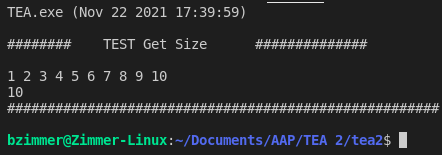 TEA.exe (Nov 22 2021 17:39:59)
########    TEST Get Size      ##############
1 2 3 4 5 6 7 8 9 10
10
######################################################
bzimmer@Zimmer-Linux:~/Documents/AAP/TEA 2/tea2$